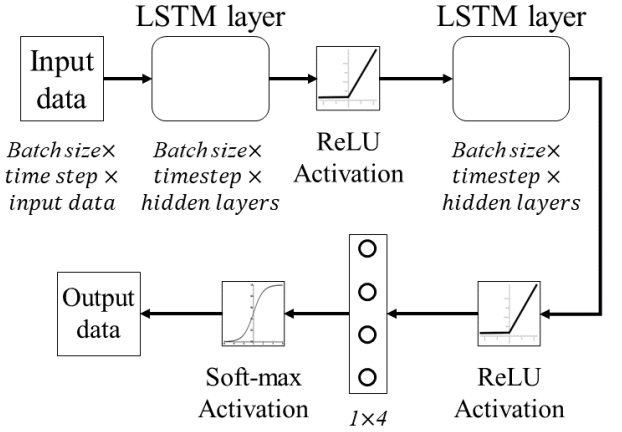 LSTM layer
LSTM layer
Input
data
ReLU
Activation
Batch size×
time step ×
input data
Batch size×
timestep ×
hidden layers
Batch size×
timestep ×
hidden layers
Output
data
Soft-max
Activation
1×4
ReLU
Activation